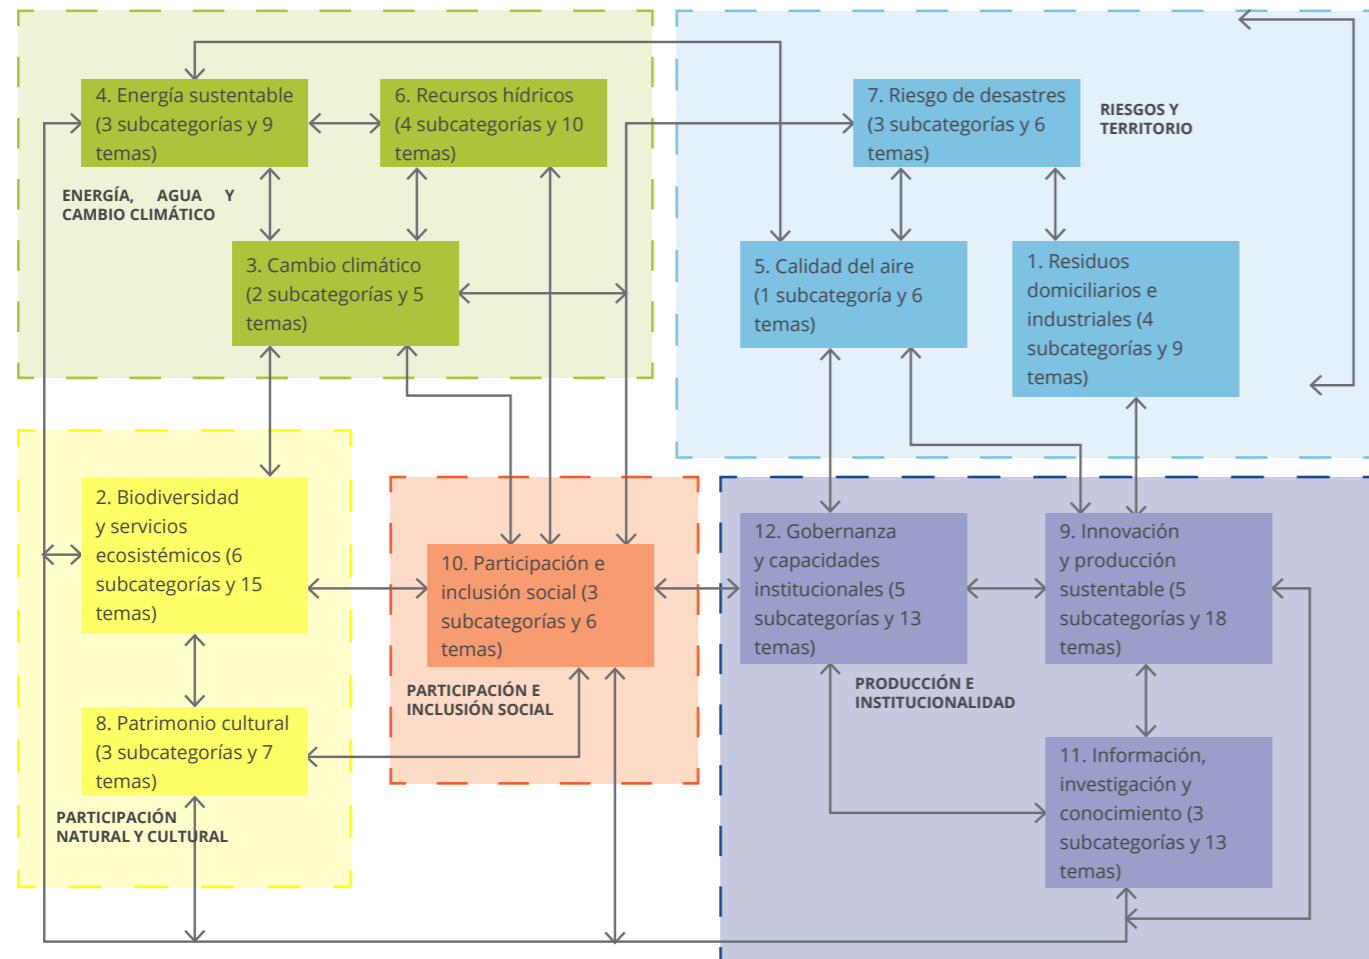 4. Energía sustentable
(3 subcategorías y 9
temas)
6. Recursos hídricos
(4 subcategorías y 10
temas)
ENERGÍA, AGUA Y
CAMBIO CLIMÁTICO
3. Cambio climático
(2 subcategorías y 5
temas)
7. Riesgo de desastres
(3 subcategorías y 6
temas)
RIESGOS Y
TERRITORIO
5. Calidad del aire
(1 subcategoría y 6
temas)
1. Residuos
domiciliarios e
industriales (4
subcategorías y 9
temas)
2. Biodiversidad
y servicios
ecosistémicos (6
subcategorías y 15
temas)
8. Patrimonio cultural
(3 subcategorías y 7
temas)
PARTICIPACIÓN
NATURAL Y CULTURAL
10. Participación e
inclusión social (3
subcategorías y 6
temas)
PARTICIPACIÓN E
INCLUSIÓN SOCIAL
12. Gobernanza
y capacidades
institucionales (5
subcategorías y 13
temas)
9. Innovación
y producción
sustentable (5
subcategorías y 18
temas)
PRODUCCIÓN E
INSTITUCIONALIDAD
11. Información,
investigación y
conocimiento (3
subcategorías y 13
temas)